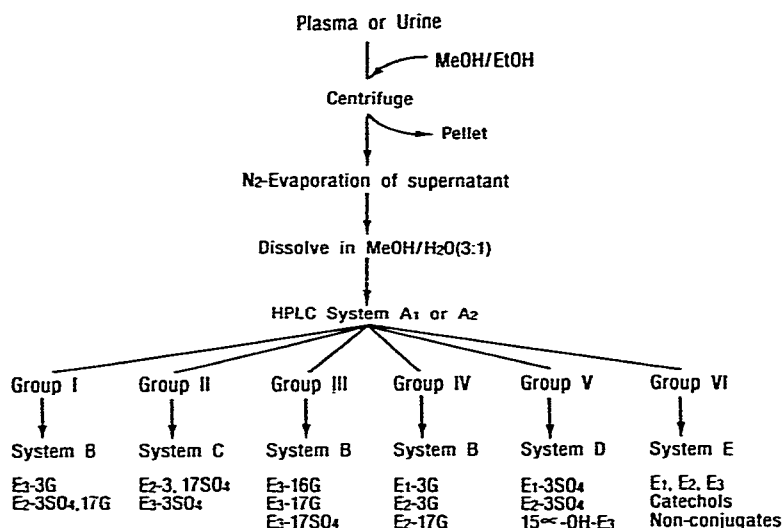 Plasma or Urine
MeOH/EtOH
Centrifuge
Pellet
N2-Evaporation of supernatant
Dissolve in MeOH/H2O(3:1)
HPLC System A1 or A2
Group I Group II Group III Group IV Group V Group VI
System B System C System B System B System D System E
E3-3G E2-3,17SO4 E3-16G E1-3G E1-3SO4 E1, E2, E3
E2-3SO4,17G E3-3SO4 E3-17G E2-3G E2-3SO4 Catechols
E3-17SO4 E2-17G 15∝-OH-E3 Non-conjugates